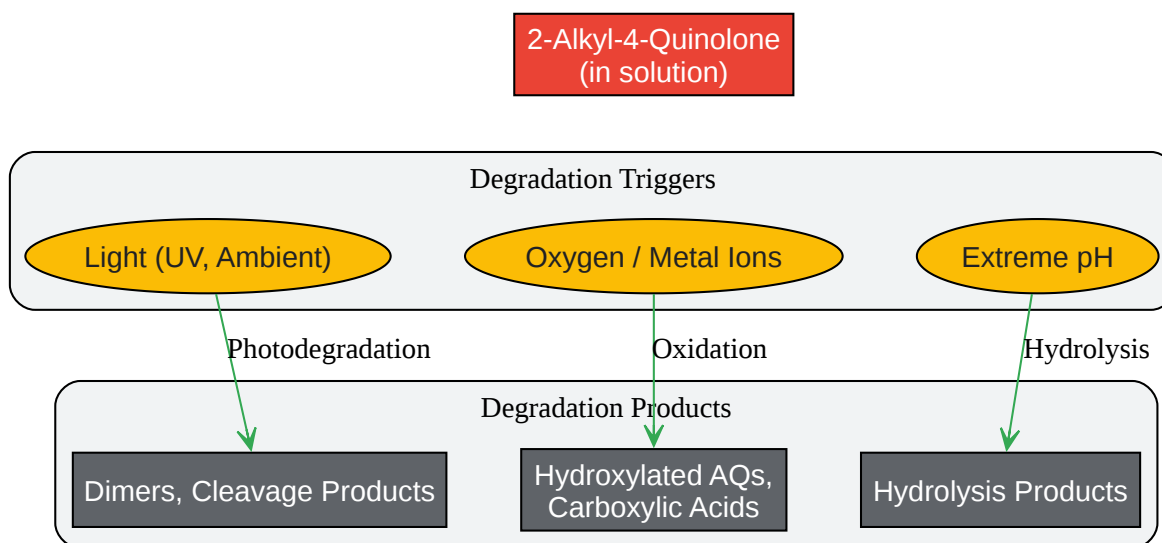 2-Alkyl-4-Quinolone
(in solution)
Degradation Triggers
Light (UV, Ambient)
Oxygen / Metal Ions
Extreme pH
Photodegradation
Oxidation
Hydrolysis
Degradation Products
Dimers, Cleavage Products
Hydroxylated AQs,
Carboxylic Acids
Hydrolysis Products